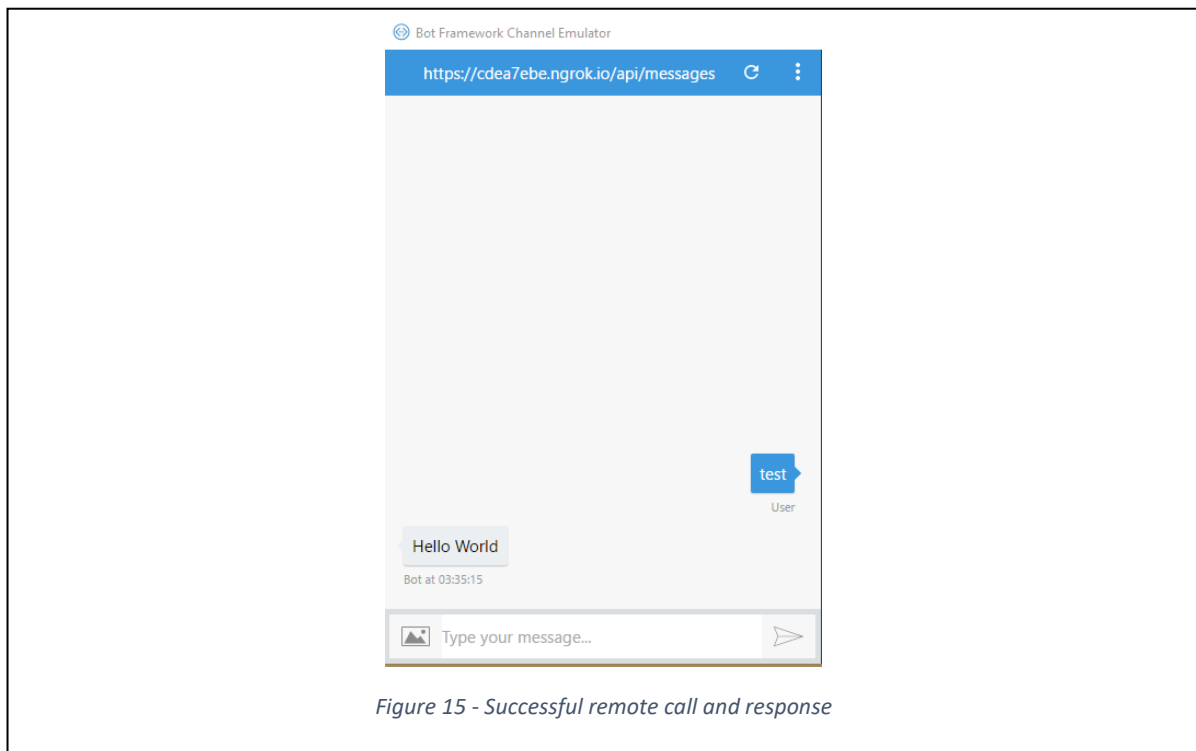 Bot Framework Channel Emulator
https://cdea7ebe.ngrok.io/api/messages
test
User
Hello World
Bot at 03:35:15
Type your message...
Figure 15 - Successful remote call and response